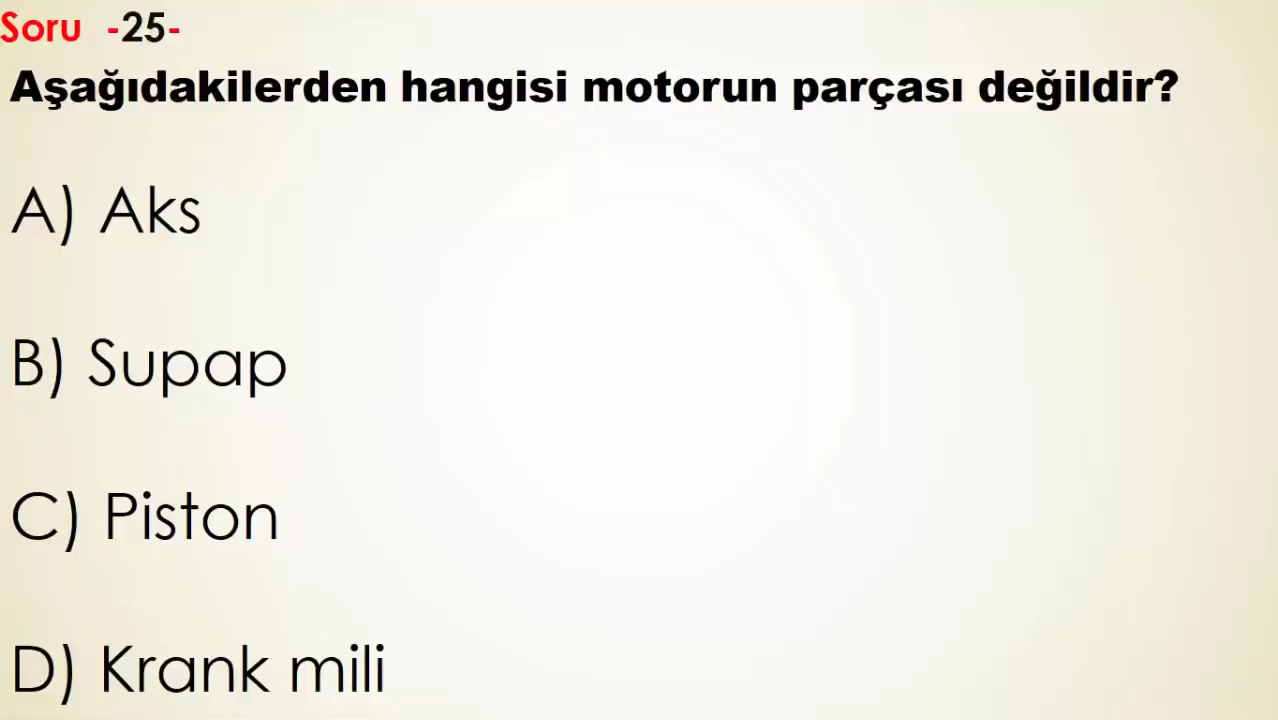 Soru -25-
Aşağıdakilerden hangisi motorun parçası değildir?
A) Aks
B) Supap
C) Piston
D) Krank mili